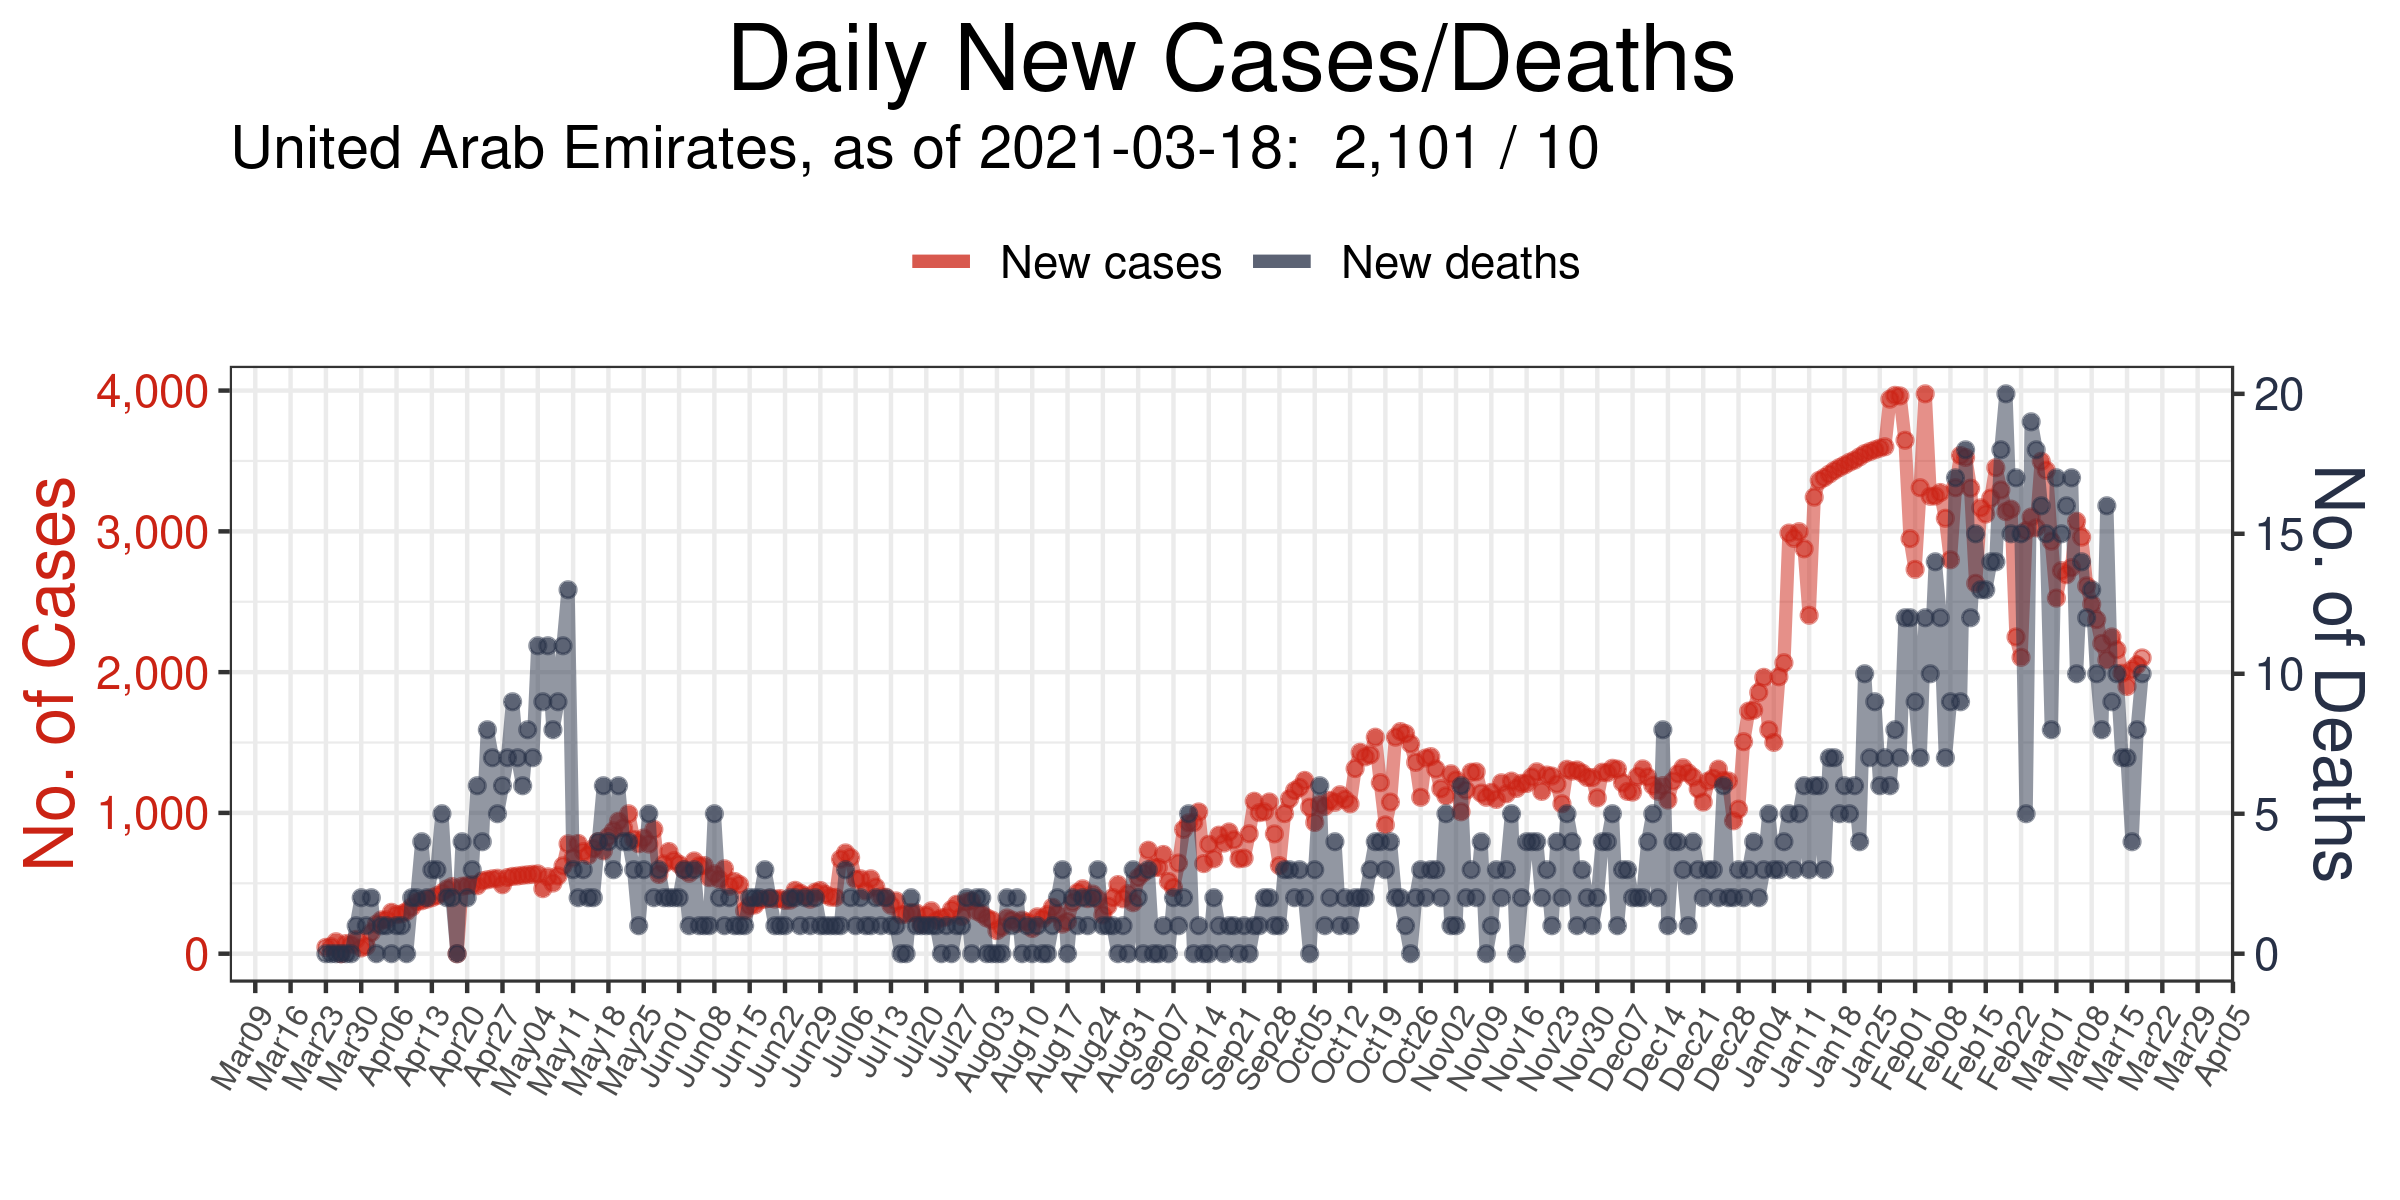 Daily New Cases/Deaths
United Arab Emirates, as of 2021-03-18:  2,101 / 10
New cases
New deaths
No. of Cases
4,000
3,000
2,000
1,000
0
20
15
10
5
0
No. of Deaths
Mar09
Mar16
Mar23
Mar30
Apr06
Apr13
Apr20
Apr27
May04
May11
May18
May25
Jun01
Jun08
Jun15
Jun22
Jun29
Jul06
Jul13
Jul20
Jul27
Aug03
Aug10
Aug17
Aug24
Aug31
Sep07
Sep14
Sep21
Sep28
Oct05
Oct12
Oct19
Oct26
Nov02
Nov09
Nov16
Nov23
Nov30
Dec07
Dec14
Dec21
Dec28
Dec04
Jan11
Jan18
Jan25
Jan25
Feb01
Feb08
Feb15
Feb22
Mar01
Mar08
Mar15
Mar22
Mar29
Apr05